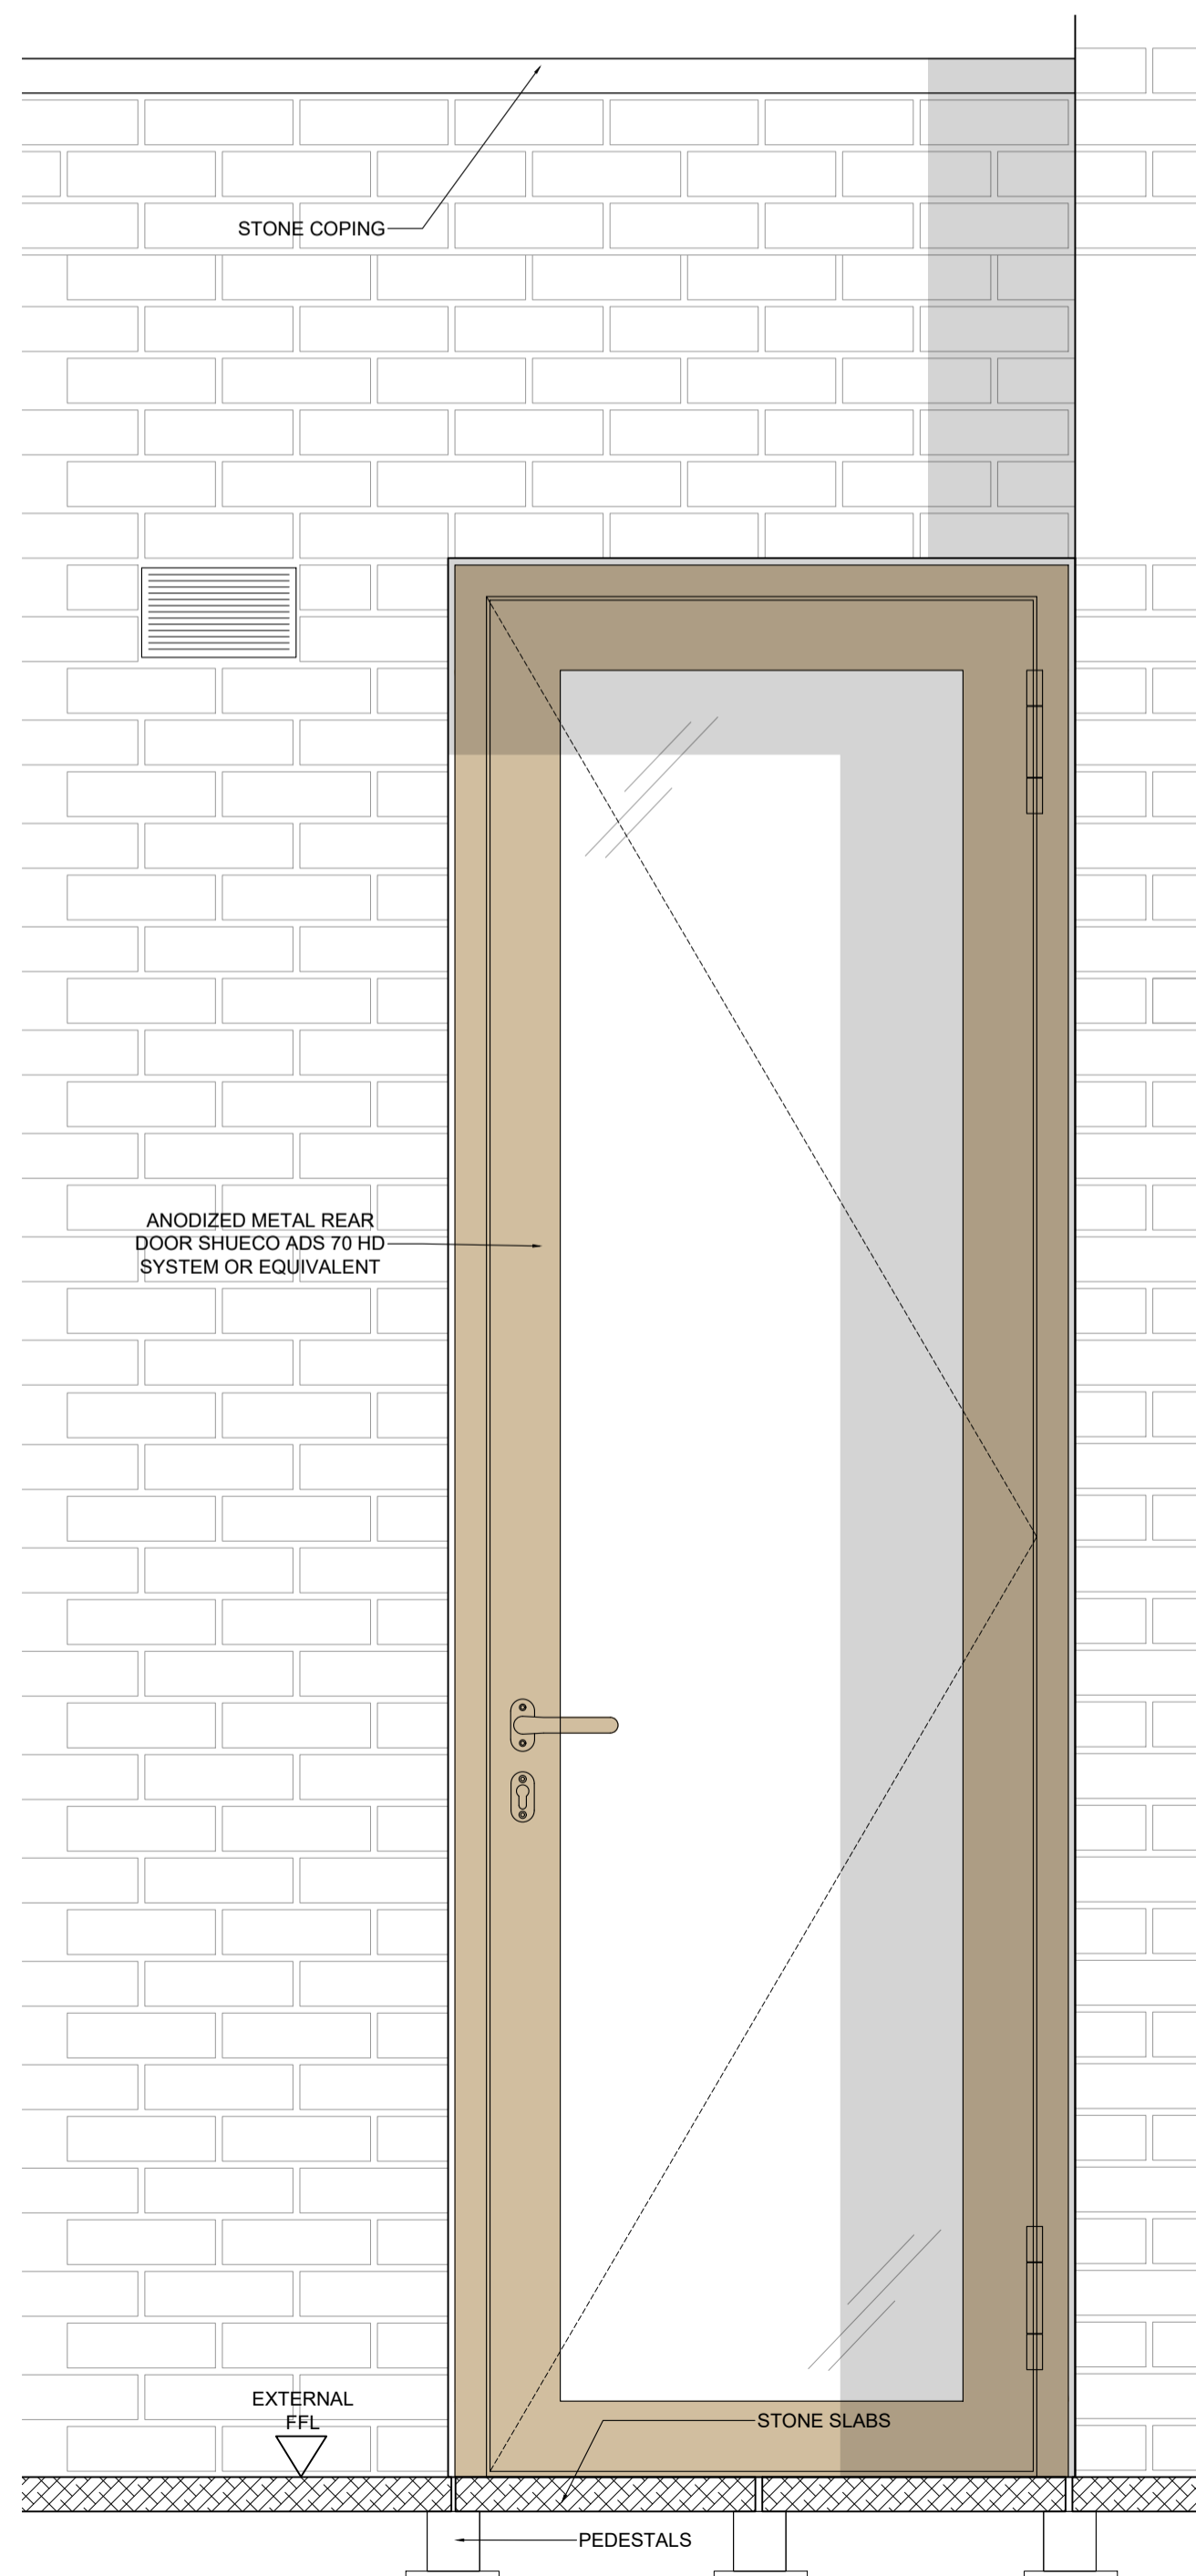 STONE COPING
ANODIZED METAL REAR
DOOR SHUECO ADS 70 HD
SYSTEM OR EQUIVALENT
EXTERNAL
FFL
STONE SLABS
PEDESTALS